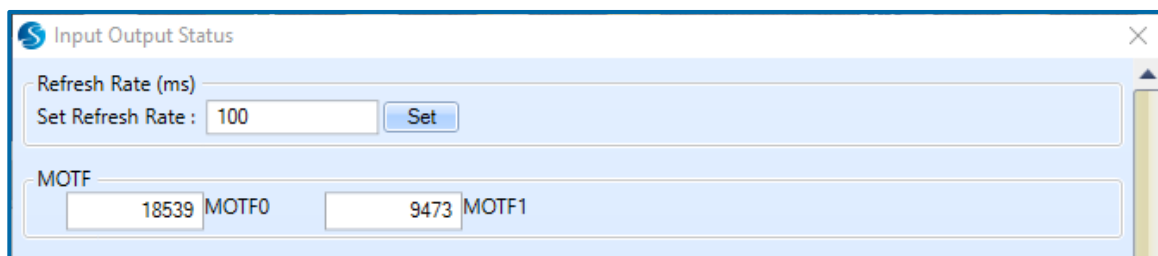 Input Output Status
Refresh Rate (ms)
Set Refresh Rate : 100 Set
MOTF
18539 MOTF0 9473 MOTF1